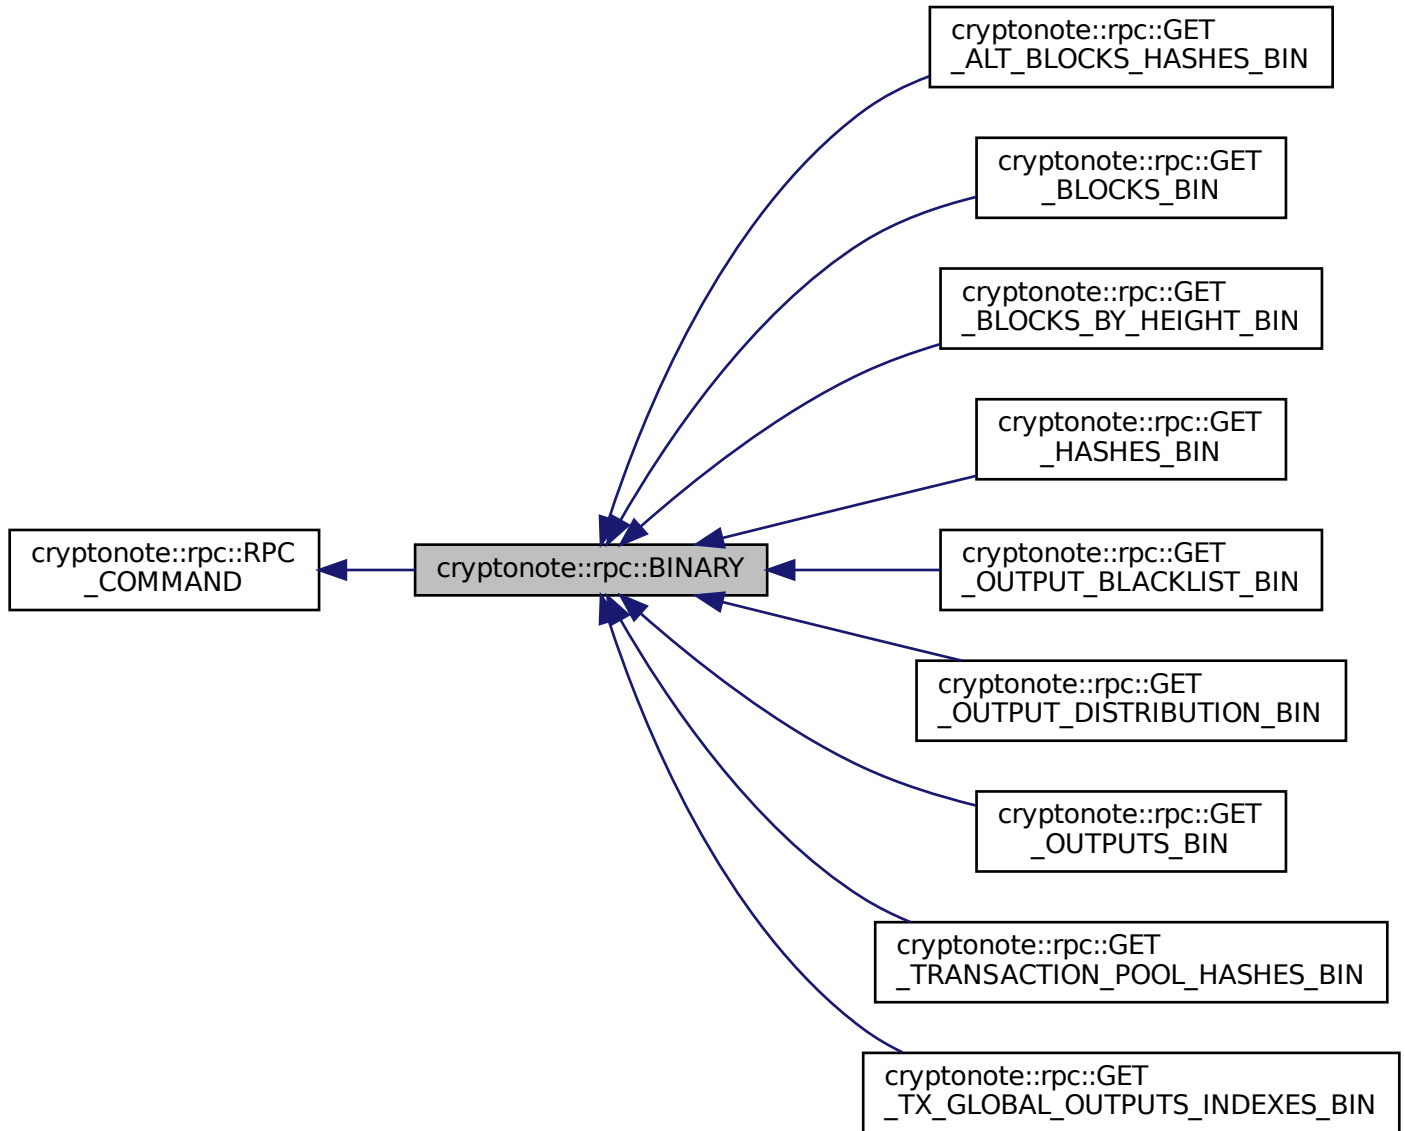 cryptonote::rpc::RPC
_COMMAND
cryptonote::rpc::BINARY
cryptonote::rpc::GET
_ALT_BLOCKS_HASHES_BIN
cryptonote::rpc::GET
_BLOCKS_BIN
cryptonote::rpc::GET
_BLOCKS_BY_HEIGHT_BIN
cryptonote::rpc::GET
_HASHES_BIN
cryptonote::rpc::GET
_OUTPUT_BLACKLIST_BIN
cryptonote::rpc::GET
_OUTPUT_DISTRIBUTION_BIN
cryptonote::rpc::GET
_OUTPUTS_BIN
cryptonote::rpc::GET
_TRANSACTION_POOL_HASHES_BIN
cryptonote::rpc::GET
_TX_GLOBAL_OUTPUTS_INDEXES_BIN